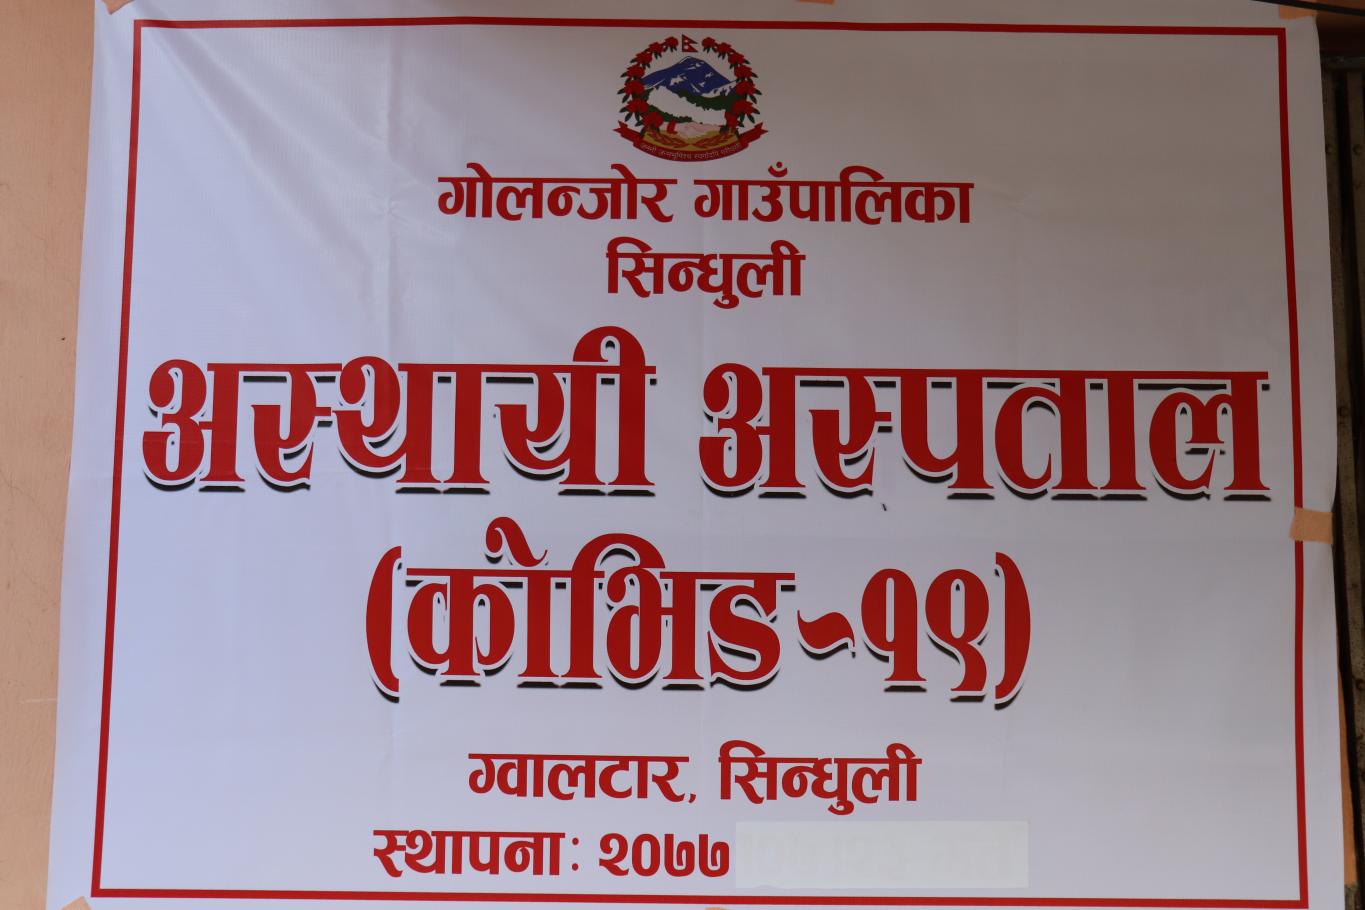 गोलन्जोर गाउँपालिका
सिन्धुली
अस्थायी अस्पताल
(कोभिड-१९)
ग्वालटार, सिन्धुली
स्थापना: २०७७